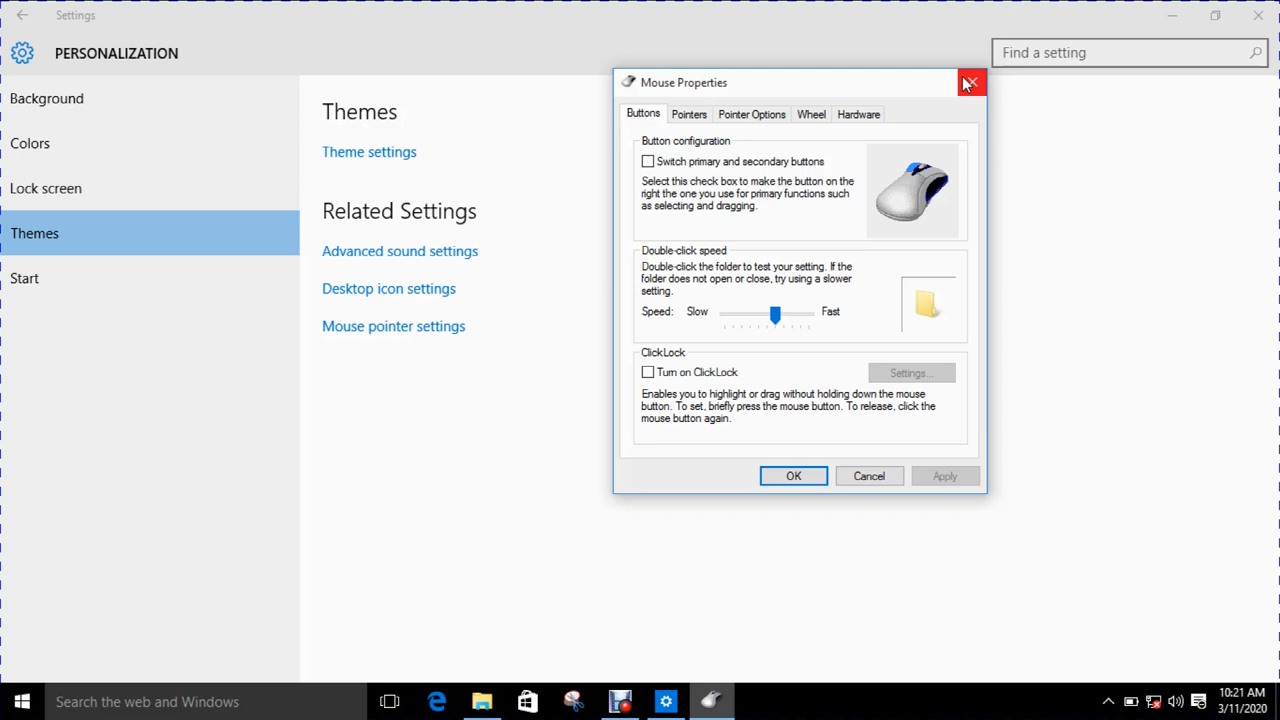 Settings
PERSONALIZATION
Find a setting
Background
Colors
Lock screen
Themes
Start
Themes
Theme settings
Related Settings
Advanced sound settings
Desktop icon settings
Mouse pointer settings
Mouse Properties
Buttons Pointers Pointer Options Wheel Hardware
Button configuration
Switch primary and secondary buttons
Select this check box to make the button on the
right the one you use for primary functions such
as selecting and dragging.
Double-click speed
Double-click the folder to test your setting. If the
folder does not open or close, try using a slower
setting.
Speed: Slow Fast
ClickLock
Turn on ClickLock
Settings...
Enables you to highlight or drag without holding down the mouse
button. To set, briefly press the mouse button. To release, click the
mouse button again.
OK Cancel Apply
Search the web and Windows
10:21 AM
3/11/2020